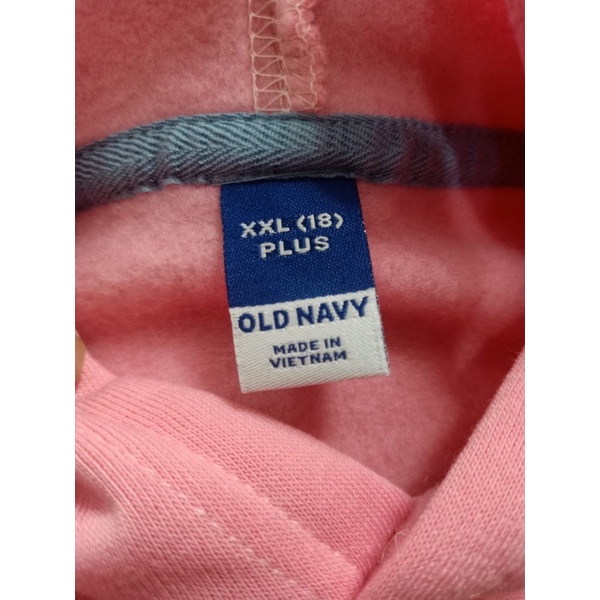 XXL (18)
PLUS
OLD NAVY
MADE IN
VIETNAM